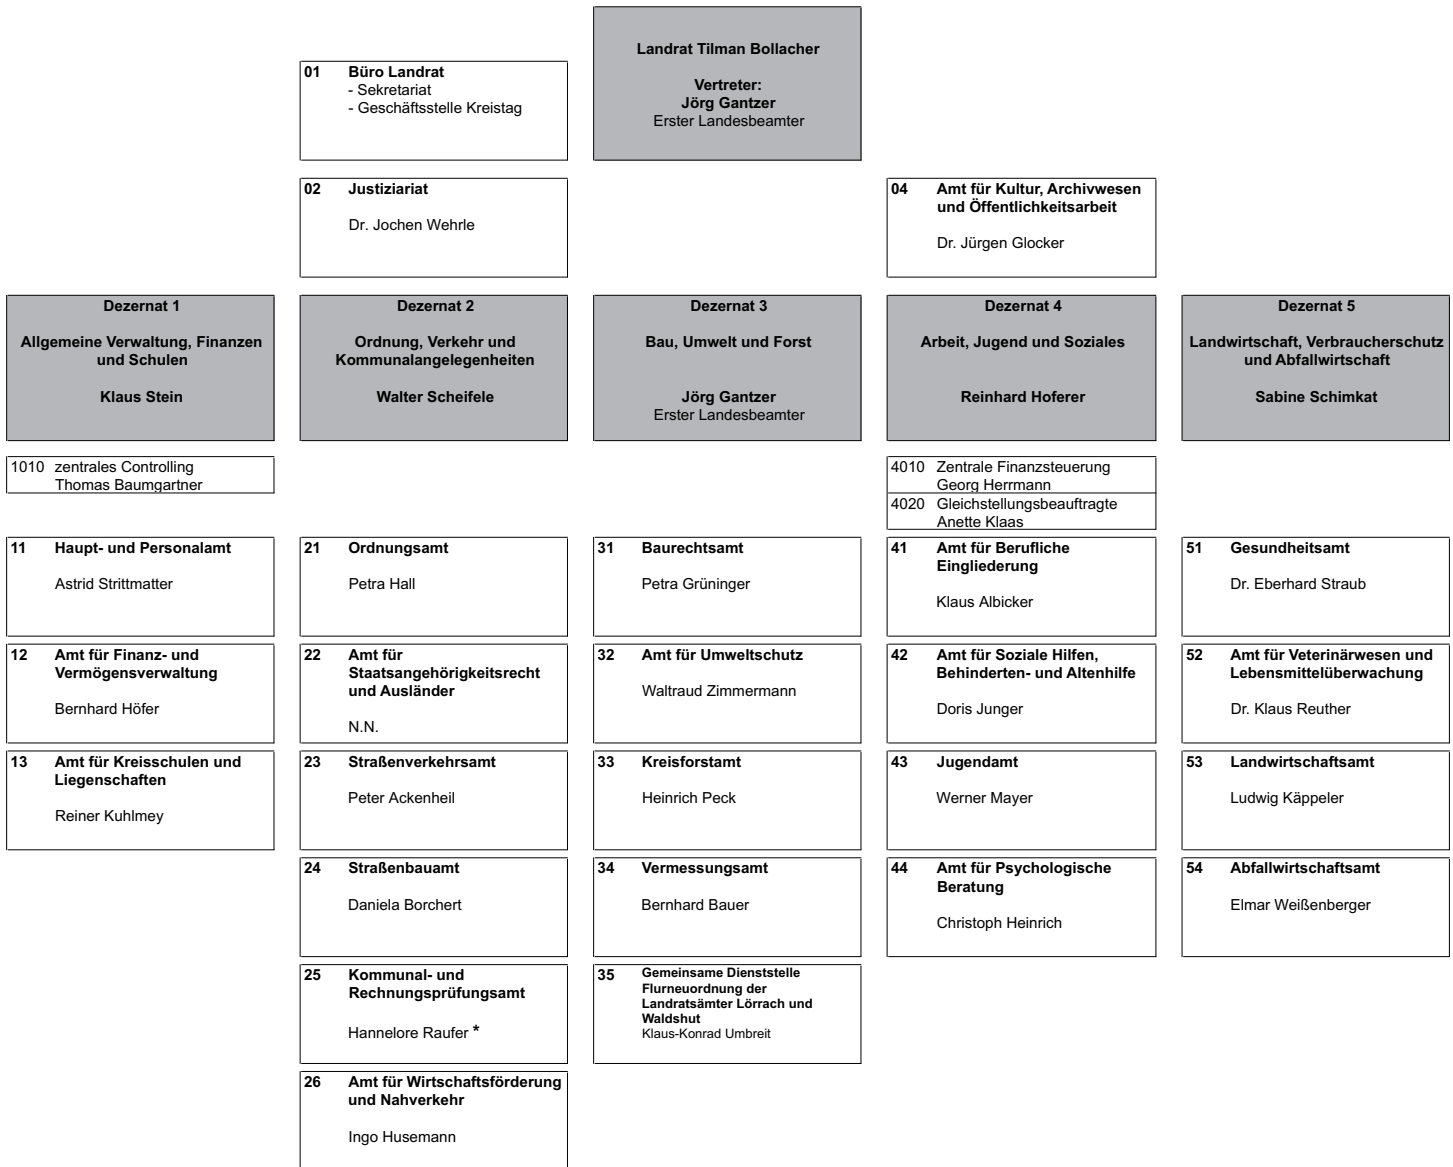 Landrat Tilman Bollacher
Vertreter:
Jörg Gantzer
Erster Landesbeamter
01 Büro Landrat
- Sekretariat
- Geschäftsstelle Kreistag
02 Justiziariat
Dr. Jochen Wehrle
04 Amt für Kultur, Archivwesen
und Öffentlichkeitsarbeit
Dr. Jürgen Glocker
Dezernat 1
Allgemeine Verwaltung, Finanzen
und Schulen
Klaus Stein
Dezernat 2
Ordnung, Verkehr und
Kommunalangelegenheiten
Walter Scheifele
Dezernat 3
Bau, Umwelt und Forst
Jörg Gantzer
Erster Landesbeamter
Dezernat 4
Arbeit, Jugend und Soziales
Reinhard Hoferer
Dezernat 5
Landwirtschaft, Verbraucherschutz
und Abfallwirtschaft
Sabine Schimkat
1010 zentrales Controlling
Thomas Baumgartner
4010 Zentrale Finanzsteuerung
Georg Herrmann
4020 Gleichstellungsbeauftragte
Anette Klaas
11 Haupt- und Personalamt
Astrid Strittmatter
21 Ordnungsamt
Petra Hall
31 Baurechtsamt
Petra Grüninger
41 Amt für Berufliche
Eingliederung
Klaus Albicker
51 Gesundheitsamt
Dr. Eberhard Straub
12 Amt für Finanz- und
Vermögensverwaltung
Bernhard Höfer
22 Amt für
Staatsangehörigkeitsrecht
und Ausländer
N.N.
32 Amt für Umweltschutz
Waltraud Zimmermann
42 Amt für Soziale Hilfen,
Behinderten- und Altenhilfe
Doris Junger
52 Amt für Veterinärwesen und
Lebensmittelüberwachung
Dr. Klaus Reuther
13 Amt für Kreisschulen und
Liegenschaften
Reiner Kuhlmey
23 Straßenverkehrsamt
Peter Ackenheil
33 Kreisforstamt
Heinrich Peck
43 Jugendamt
Werner Mayer
53 Landwirtschaftsamt
Ludwig Käppeler
24 Straßenbauamt
Daniela Borchert
34 Vermessungsamt
Bernhard Bauer
44 Amt für Psychologische
Beratung
Christoph Heinrich
54 Abfallwirtschaftsamt
Elmar Weißenberger
25 Kommunal- und
Rechnungsprüfungsamt
Hannelore Raufer *
35 Gemeinsame Dienststelle
Flurneuordnung der
Landratsämter Lörrach und
Waldshut
Klaus-Konrad Umbreit
26 Amt für Wirtschaftsförderung
und Nahverkehr
Ingo Husemann